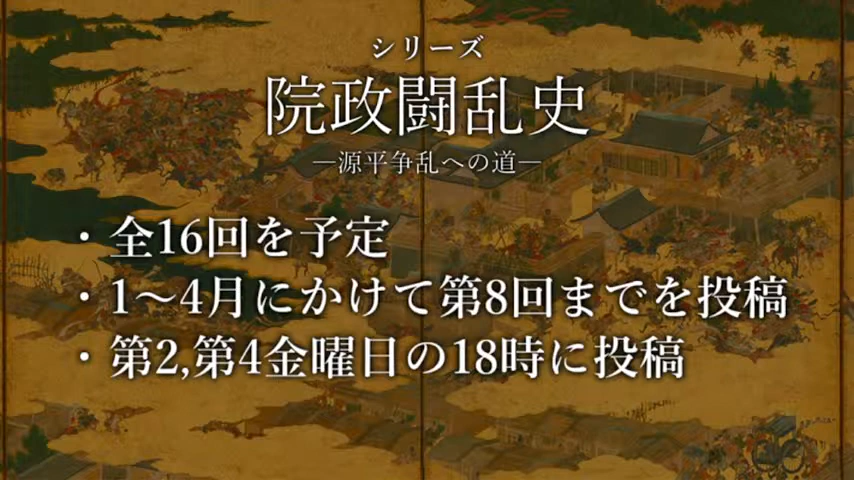 シリーズ
院政闘乱史
―源平争乱への道―
・全16回を予定
・1～4月にかけて第8回までを投稿
・第2,第4金曜日の18時に投稿